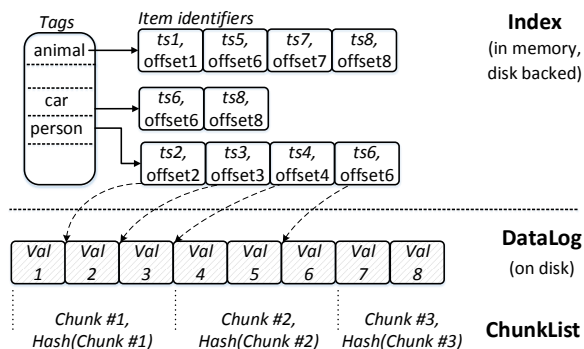 Tags
Item identifiers
Index
(in memory,
disk backed)
animal
ts1, ts5, ts7, ts8,
offset1 offset6 offset7 offset8
car
ts6, ts8,
offset6 offset8
person
ts2, ts3, ts4, ts6,
offset2 offset3 offset4 offset6
DataLog
(on disk)
Val Val Val Val Val Val Val Val
1 2 3 4 5 6 7 8
Chunk #1, Chunk #2, Chunk #3,
Hash(Chunk #1) Hash(Chunk #2) Hash(Chunk #3)
ChunkList